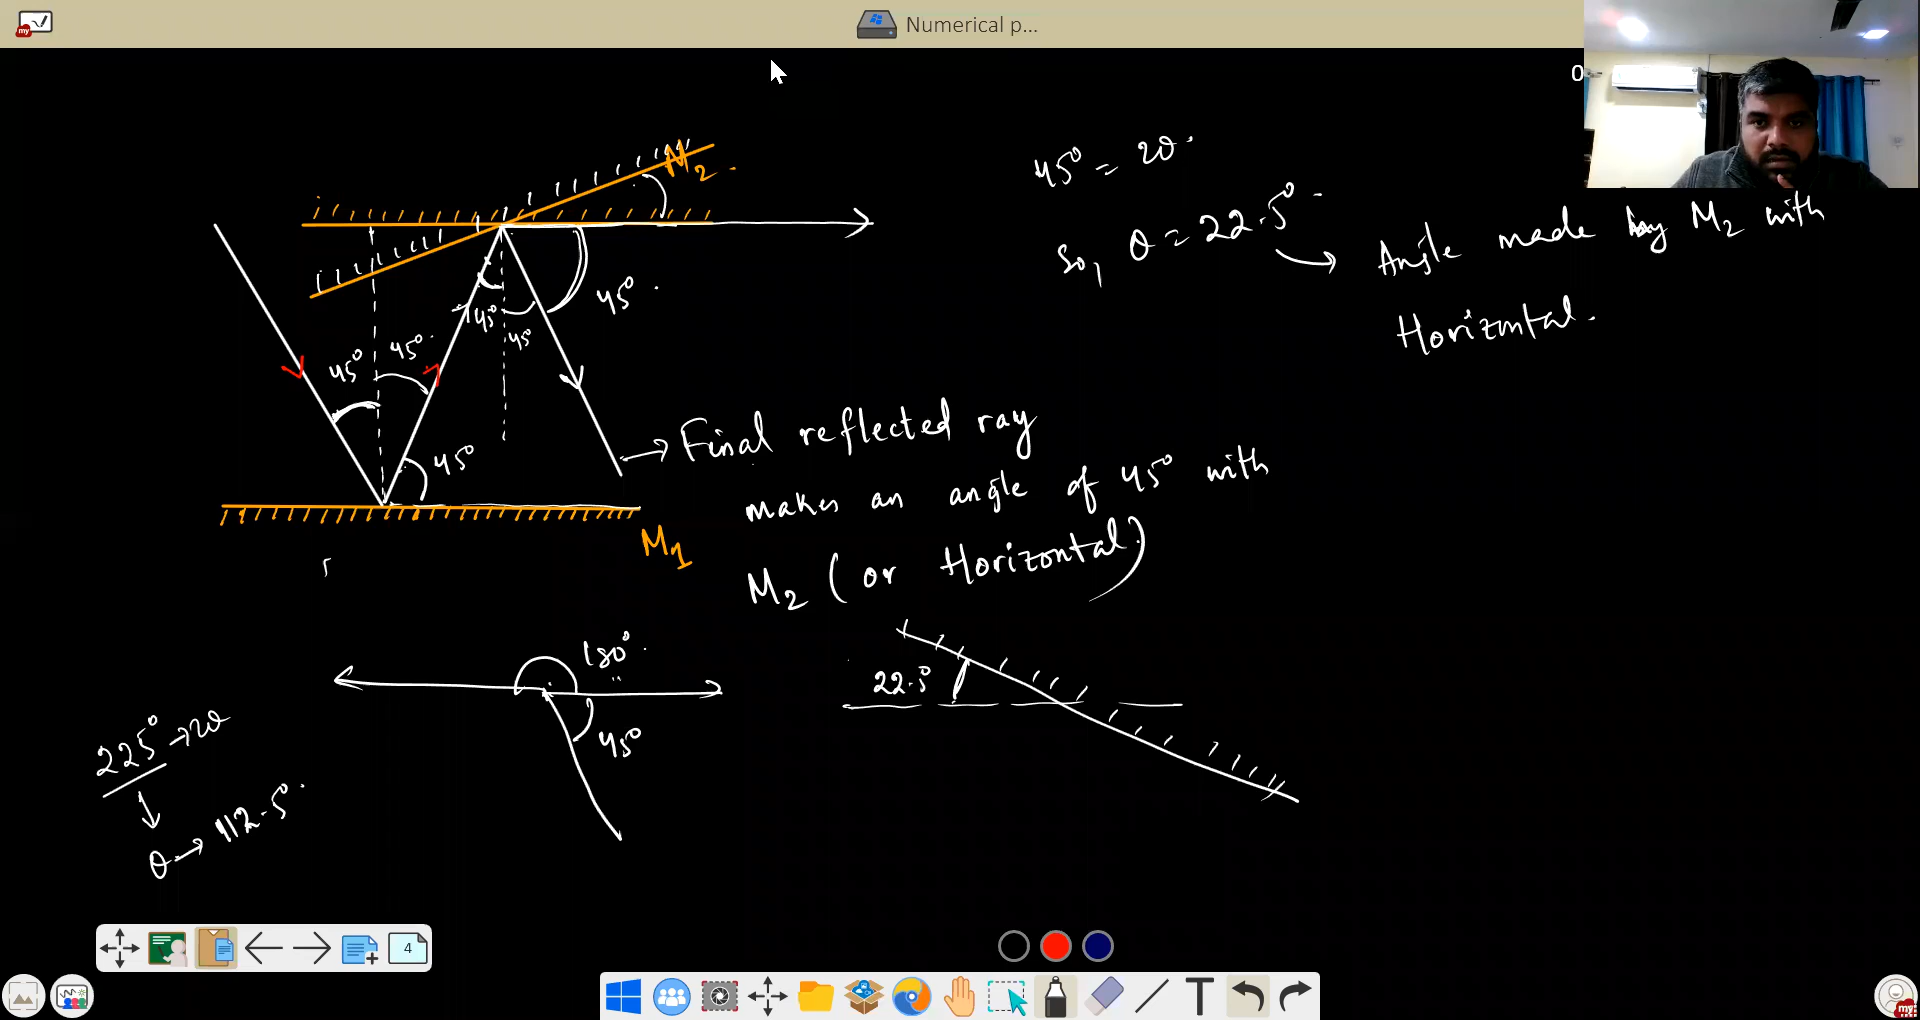 Numerical p...
0
M2.
45° = 2θ.
So, θ = 22.5°
Angle made by M2 with
Horizontal.
45°.
45°
45°
45°
45°.
45°
Final reflected ray
makes an angle of 45° with
M2 (or Horizontal)
M1
180°.
45°
22.5°
225° → 2θ
θ → 112.5°.
4